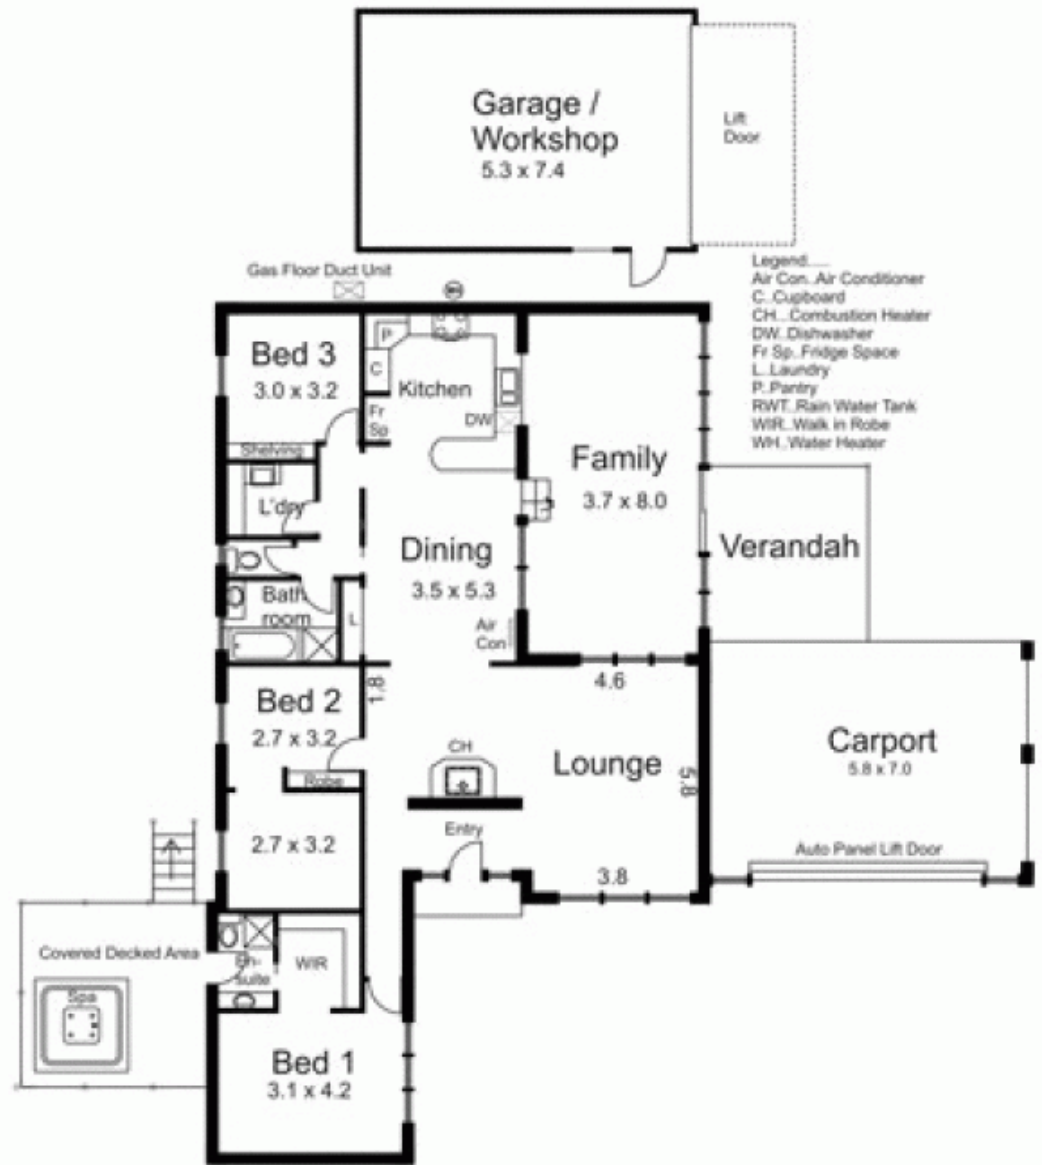 Garage /
Workshop
5.3 x 7.4
Lift
Door
Gas Floor Duct Unit
Legend.....
Air Con..Air Conditioner
C..Cupboard
CH...Combustion Heater
DW..Dishwasher
Fr Sp..Fridge Space
L..Laundry
P..Pantry
RWT..Rain Water Tank
WIR..Walk in Robe
WH..Water Heater
Bed 3
3.0 x 3.2
Shelving
P
C
Kitchen
Fr
Sp
DW
Family
3.7 x 8.0
L'dry
Dining
3.5 x 5.3
Verandah
Bath
room
L
Air
Con
1.8
4.6
Bed 2
2.7 x 3.2
Robe
CH
Lounge
5.8
Carport
5.8 x 7.0
2.7 x 3.2
Entry
3.8
Auto Panel Lift Door
Covered Decked Area
En-
suite
WIR
Spa
Bed 1
3.1 x 4.2